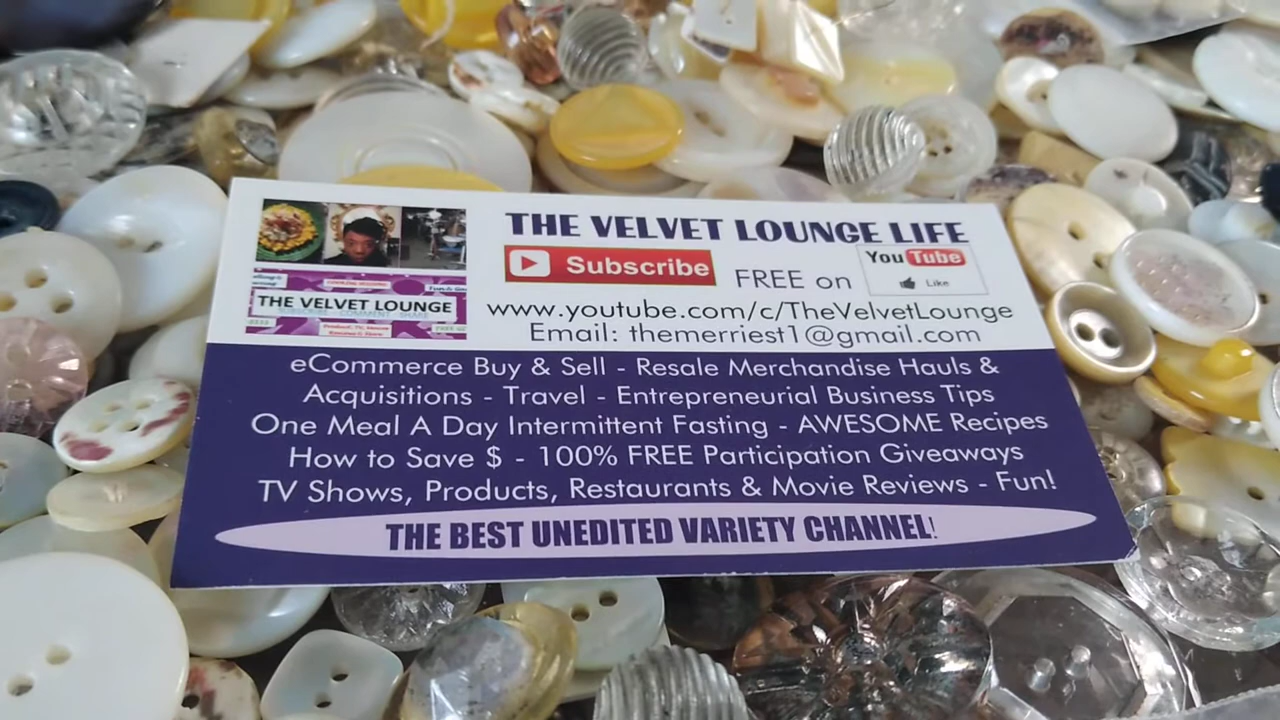 THE VELVET LOUNGE LIFE
Subscribe FREE on YouTube
Like
THE VELVET LOUNGE
SUBSCRIBE COMMENT SHARE
www.youtube.com/c/TheVelvetLounge
Email: themerriest1@gmail.com
eCommerce Buy & Sell - Resale Merchandise Hauls &
Acquisitions - Travel - Entrepreneurial Business Tips
One Meal A Day Intermittent Fasting - AWESOME Recipes
How to Save $ - 100% FREE Participation Giveaways
TV Shows, Products, Restaurants & Movie Reviews - Fun!
THE BEST UNEDITED VARIETY CHANNEL!